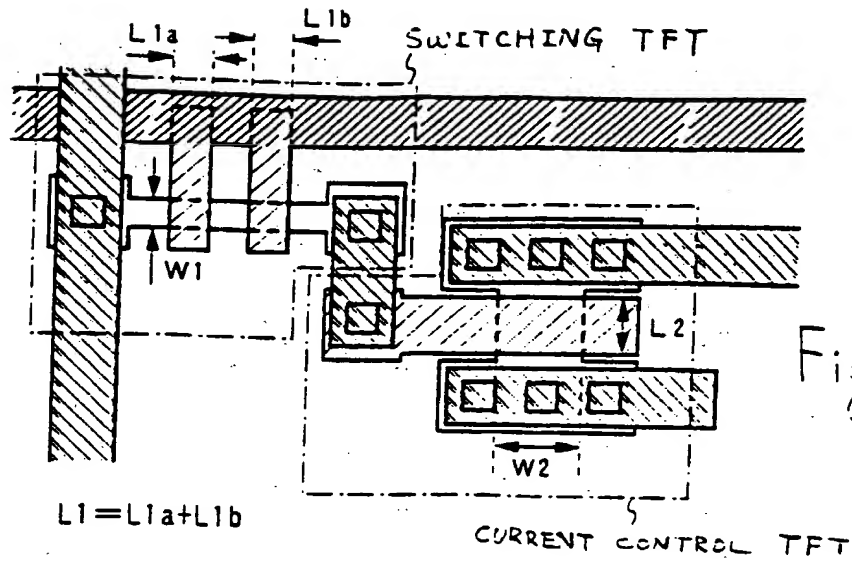 L1a
L1b
SWITCHING TFT
W1
L2
W2
L1=L1a+L1b
CURRENT CONTROL TFT